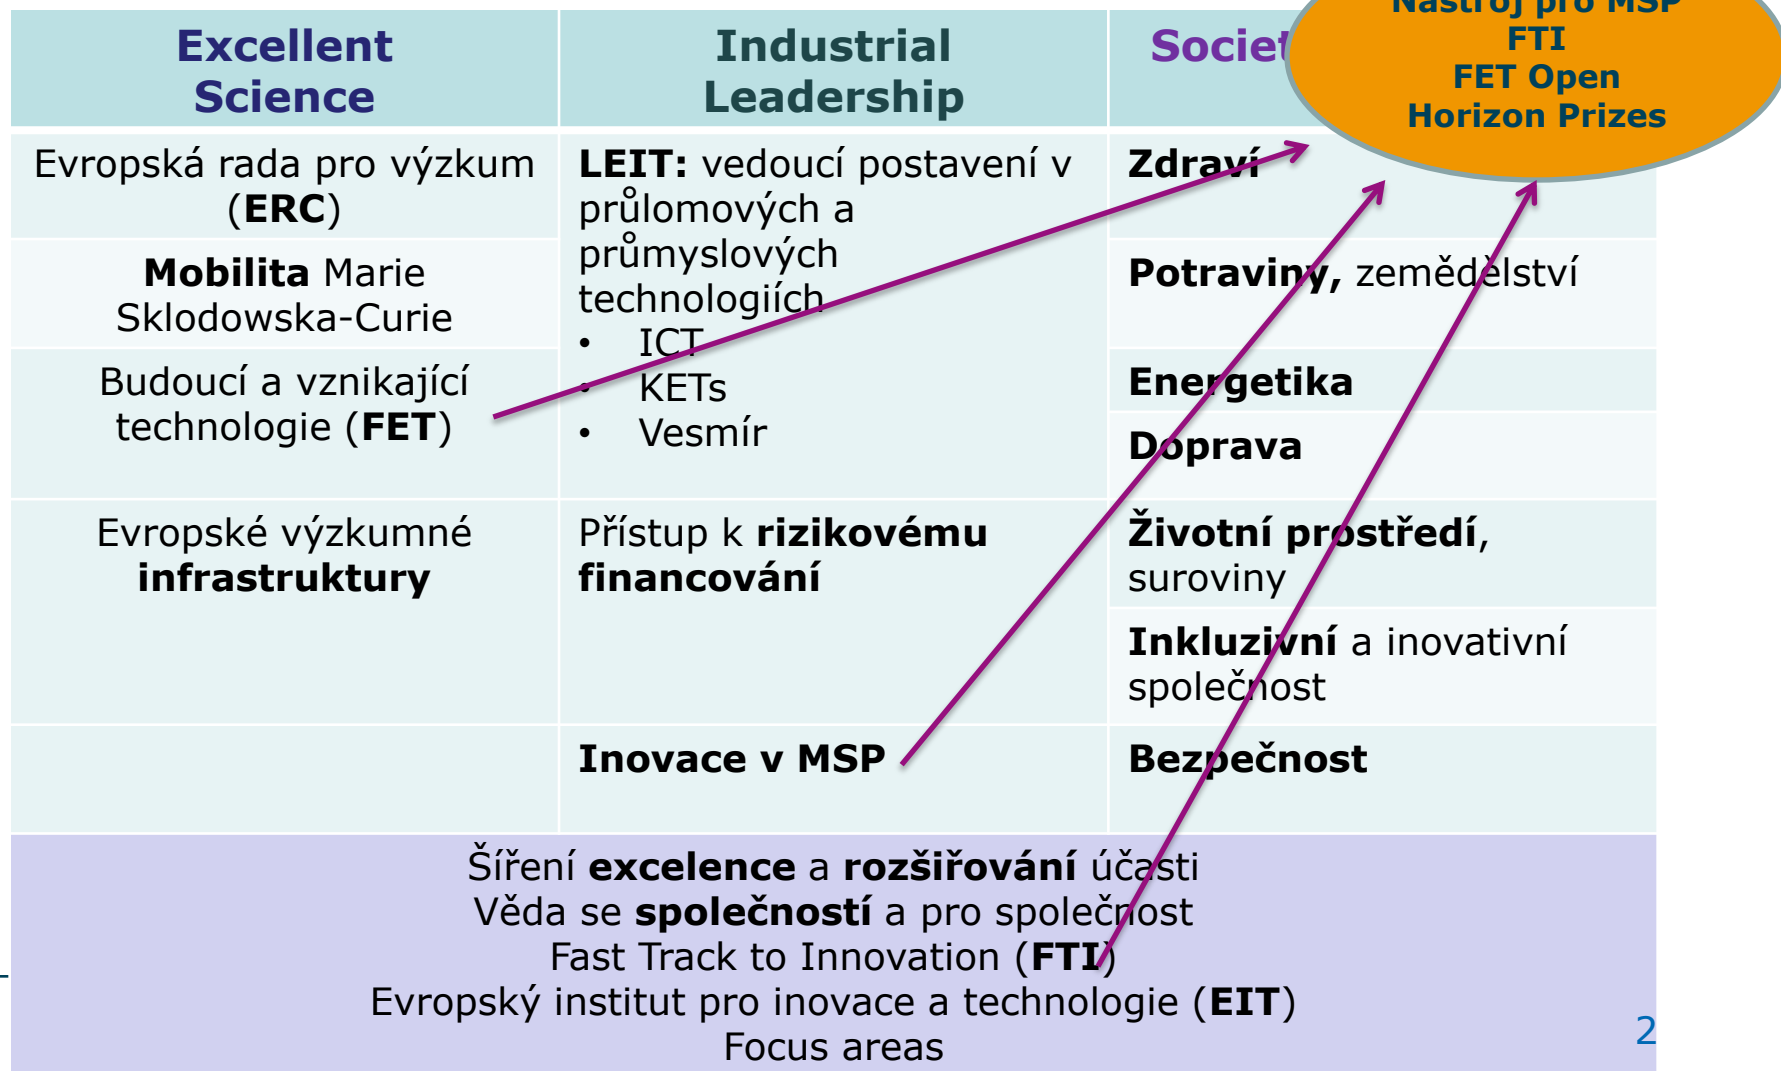 Nástroj pro MSP
FTI
FET Open
Horizon Prizes
Excellent
Science
Industrial
Leadership
Evropská rada pro výzkum
(ERC)
Mobilita Marie
Sklodowska-Curie
Budoucí a vznikající
technologie (FET)
Evropské výzkumné
infrastruktury
LEIT: vedoucí postavení v
průlomových a
průmyslových
technologiích
• ICT
• KETs
• Vesmír
Přístup k rizikovému
financování
Inovace v MSP
Zdraví
Potraviny, zemědělství
Energetika
Doprava
Životní prostředí,
suroviny
Inkluzivní a inovativní
společnost
Bezpečnost
Šíření excelence a rozšiřování účasti
Věda se společností a pro společnost
Fast Track to Innovation (FTI)
Evropský institut pro inovace a technologie (EIT)
Focus areas
2